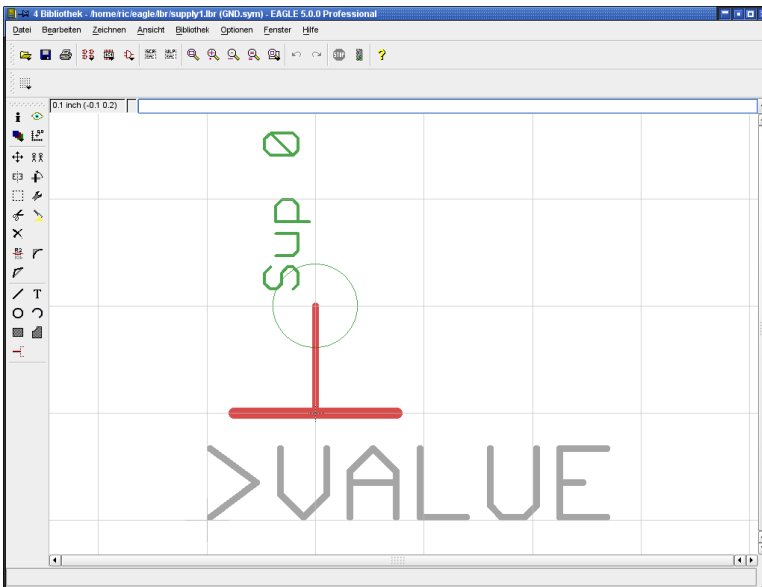 4 Bibliothek - /home/ric/eagle/lbr/supply1.lbr (GND.sym) - EAGLE 5.0.0 Professional
Datei Bearbeiten Zeichnen Ansicht Bibliothek Optionen Fenster Hilfe
0.1 inch (-0.1 0.2)
Sup 0
>VALUE